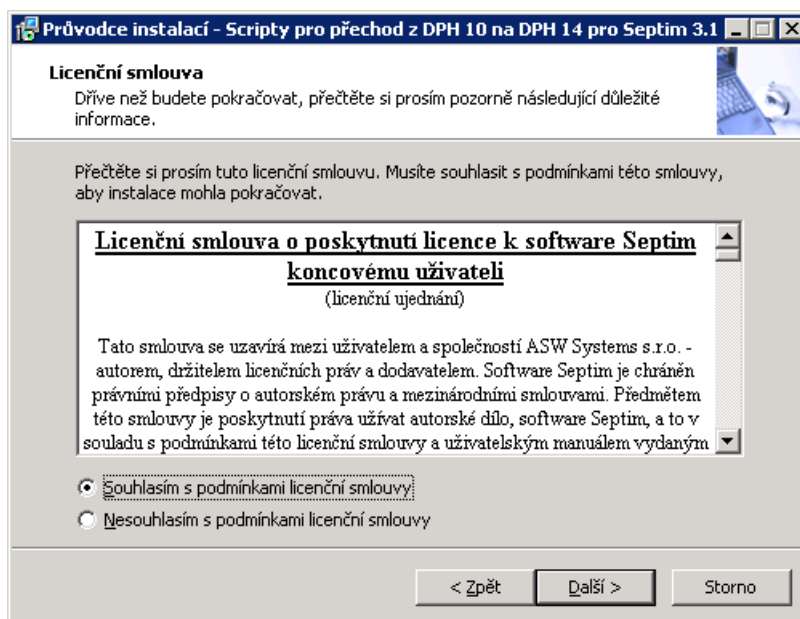 Průvodce instalací - Scripty pro přechod z DPH 10 na DPH 14 pro Septim 3.1
Licenční smlouva
Dříve než budete pokračovat, přečtěte si prosím pozorně následující důležité
informace.
Přečtěte si prosím tuto licenční smlouvu. Musíte souhlasit s podmínkami této smlouvy,
aby instalace mohla pokračovat.
Licenční smlouva o poskytnutí licence k software Septim
koncovému uživateli
(licenční ujednání)
Tato smlouva se uzavírá mezi uživatelem a společností ASW Systems s.r.o. -
autorem, držitelem licenčních práv a dodavatelem. Software Septim je chráněn
právními předpisy o autorském právu a mezinárodními smlouvami. Předmětem
této smlouvy je poskytnutí práva užívat autorské dílo, software Septim, a to v
souladu s podmínkami této licenční smlouvy a uživatelským manuálem vydaným
Souhlasím s podmínkami licenční smlouvy
Nesouhlasím s podmínkami licenční smlouvy
< Zpět
Další >
Storno